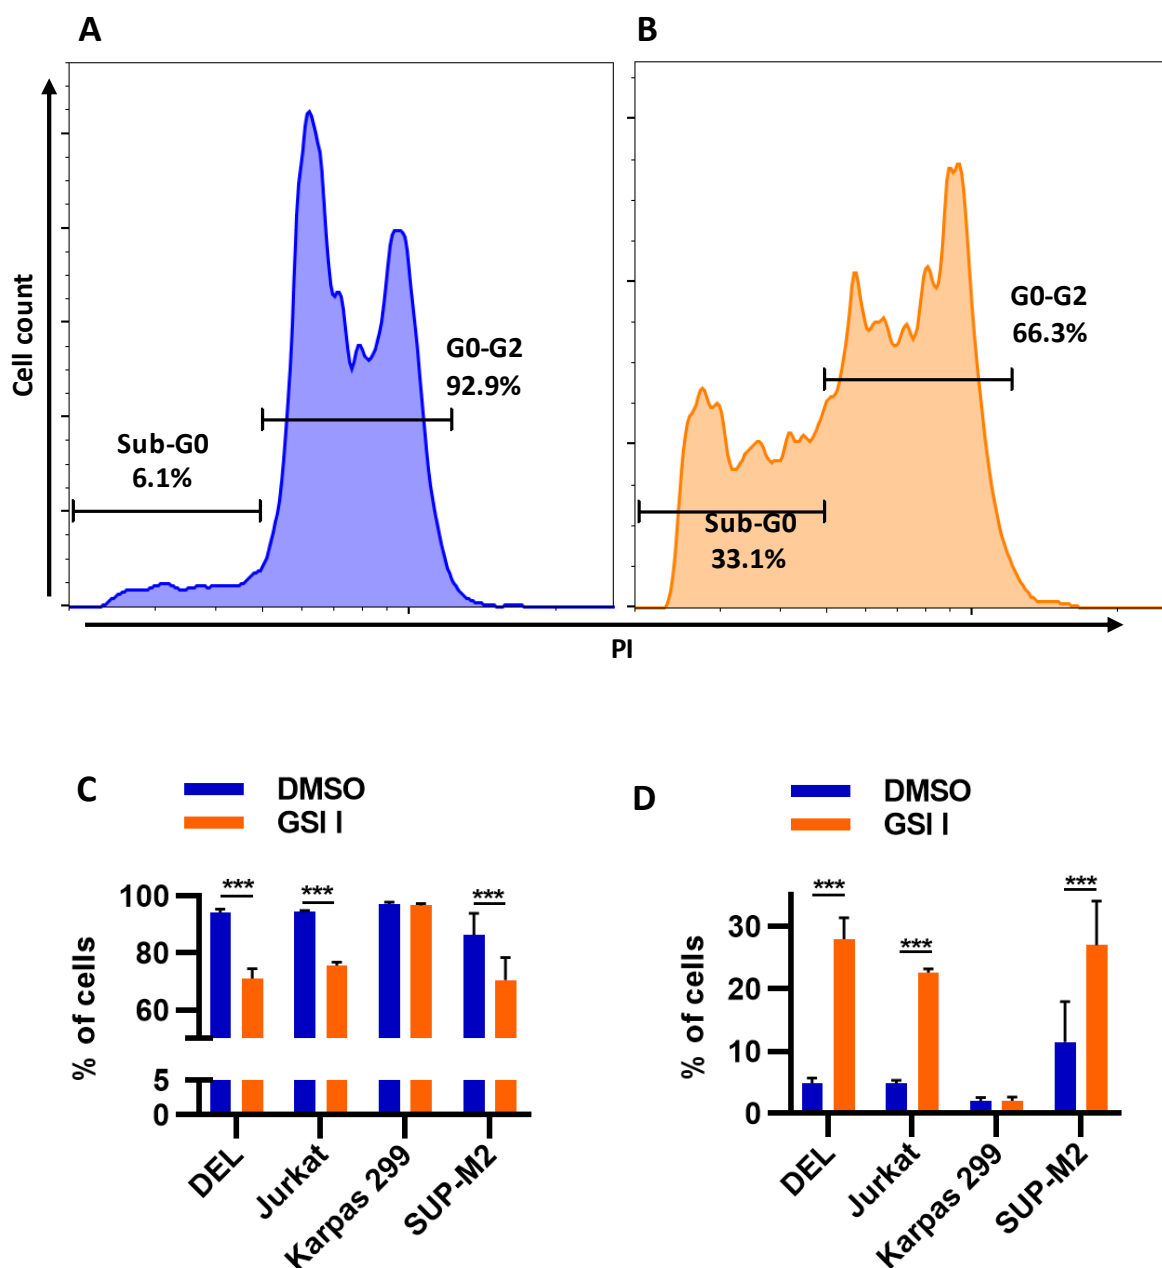 A
B
Cell count
Sub-G0
6.1%
G0-G2
92.9%
G0-G2
66.3%
Sub-G0
33.1%
PI
C
DMSO
GSI I
% of cells
100
80
60
5
0
***
***
***
DEL
Jurkat
Karpas 299
SUP-M2
D
DMSO
GSI I
% of cells
30
20
10
0
***
***
***
DEL
Jurkat
Karpas 299
SUP-M2